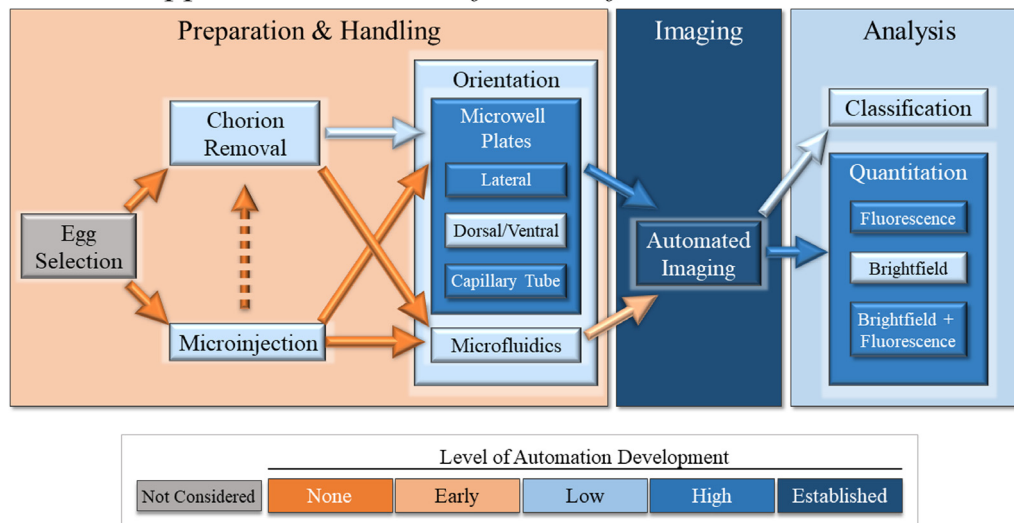 Preparation & Handling
Imaging
Analysis
Orientation
Chorion
Removal
Microwell
Plates
Lateral
Dorsal/Ventral
Capillary Tube
Egg
Selection
Microinjection
Microfluidics
Automated
Imaging
Classification
Quantitation
Fluorescence
Brightfield
Brightfield +
Fluorescence
Level of Automation Development
Not Considered
None
Early
Low
High
Established